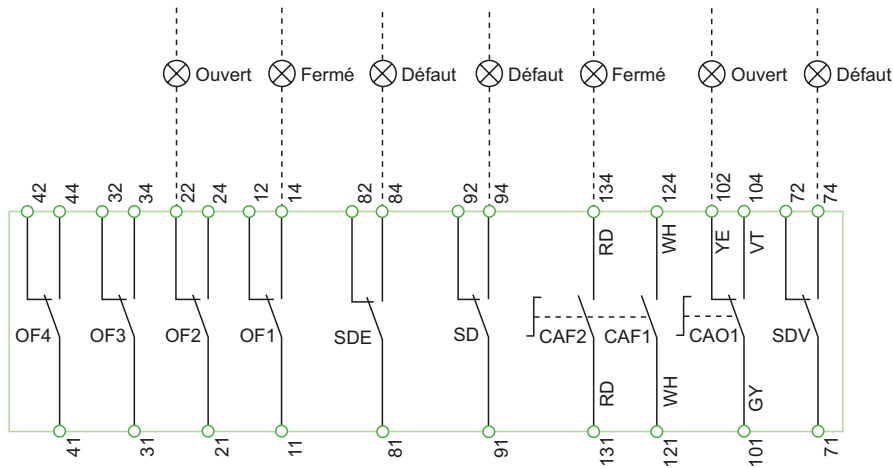 Ouvert Fermé Défaut Défaut Fermé Ouvert Défaut
42 44 32 34 22 24 12 14 82 84 92 94 134 124 102 104 72 74
RD WH YE VT
OF4 OF3 OF2 OF1 SDE SD CAF2 CAF1 CAO1 SDV
RD WH GY
41 31 21 11 81 91 131 121 101 71